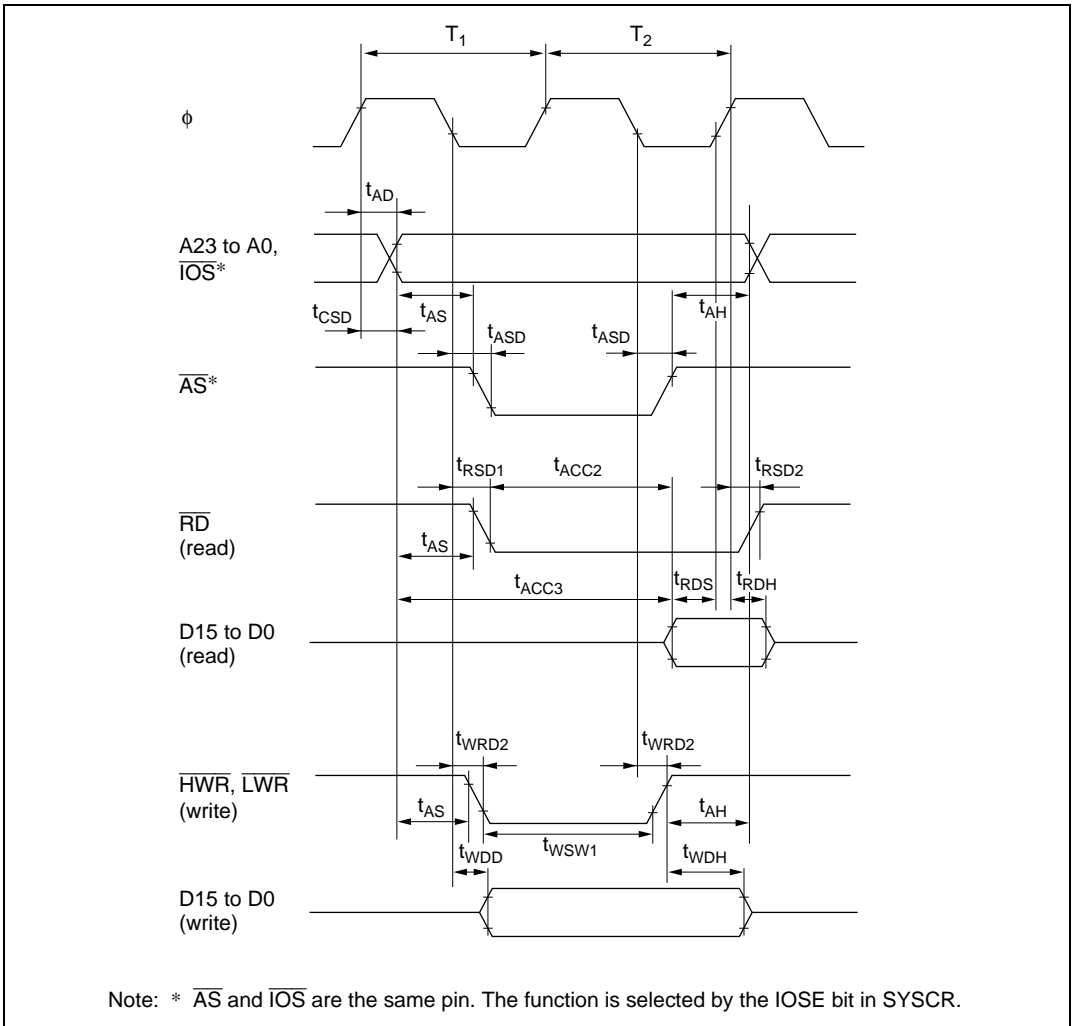 T1 T2
ϕ
tAD
A23 to A0,
IOS*
tCSD tAS tASD tASD tAH
AS*
tRSD1 tACC2 tRSD2
RD
(read)
tAS
tACC3 tRDS tRDH
D15 to D0
(read)
tWRD2 tWRD2
HWR, LWR
(write)
tAS tWSW1 tAH
tWDD tWDH
D15 to D0
(write)
Note: * AS and IOS are the same pin. The function is selected by the IOSE bit in SYSCR.